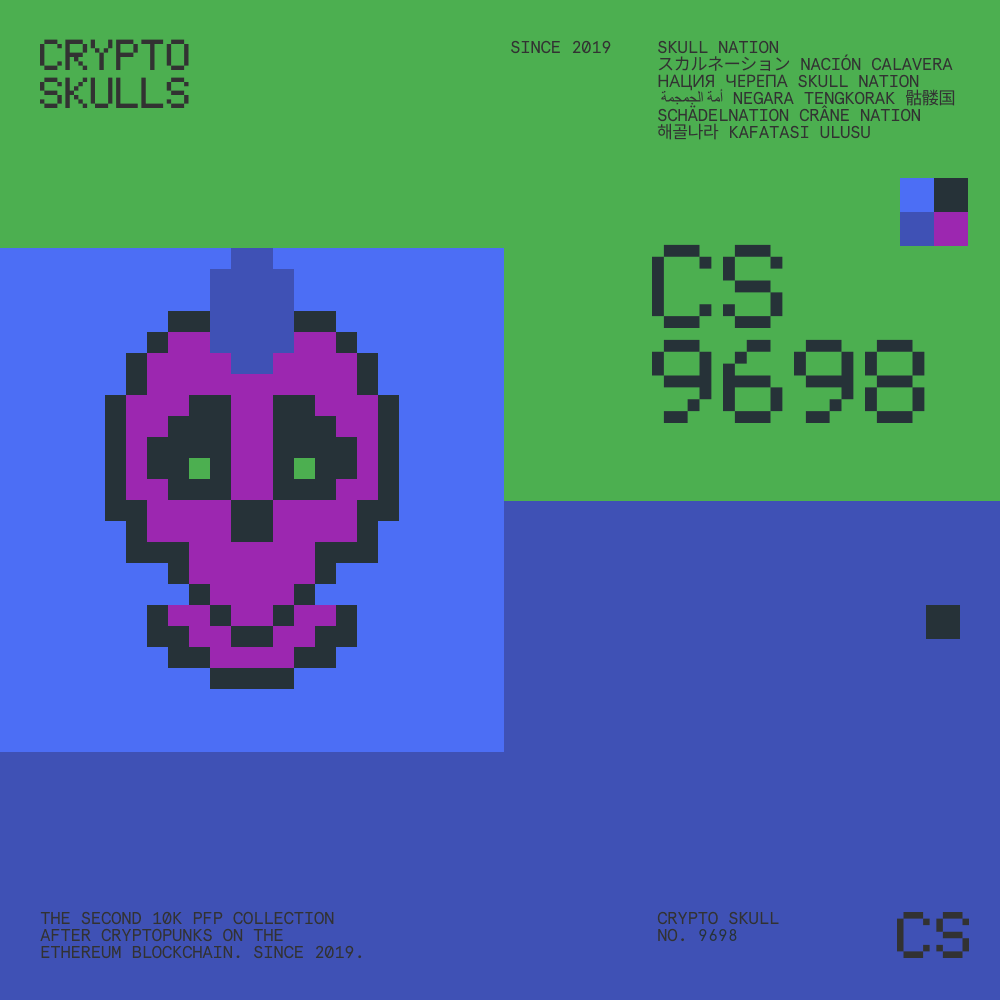 CRYPTO
SKULLS
SINCE 2019
SKULL NATION
スカルネーション NACIÓN CALAVERA
НАЦИЯ ЧЕРЕПА SKULL NATION
أمة الجمجمة NEGARA TENGKORAK 骷髅国
SCHÄDELNATION CRÂNE NATION
해골나라 KAFATASI ULUSU
CS
9698
THE SECOND 10K PFP COLLECTION
AFTER CRYPTOPUNKS ON THE
ETHEREUM BLOCKCHAIN. SINCE 2019.
CRYPTO SKULL
NO. 9698
CS